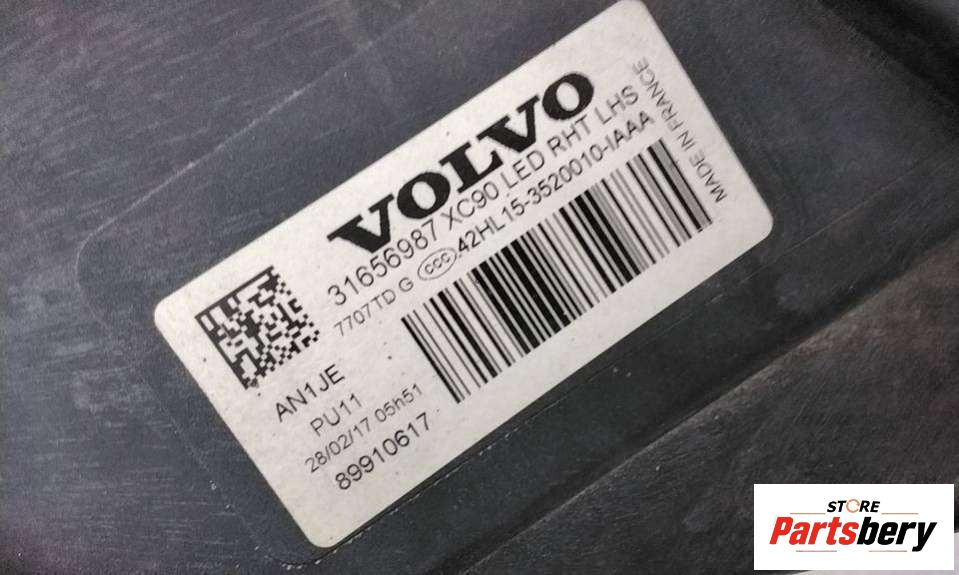 VOLVO
31656987 XC90 LED RHT LHS
7707TD G CCC 42HL15-3520010-IAAA
MADE IN FRANCE
AN1JE
PU11
28/02/17 05h51
89910617
STORE
Partsbery